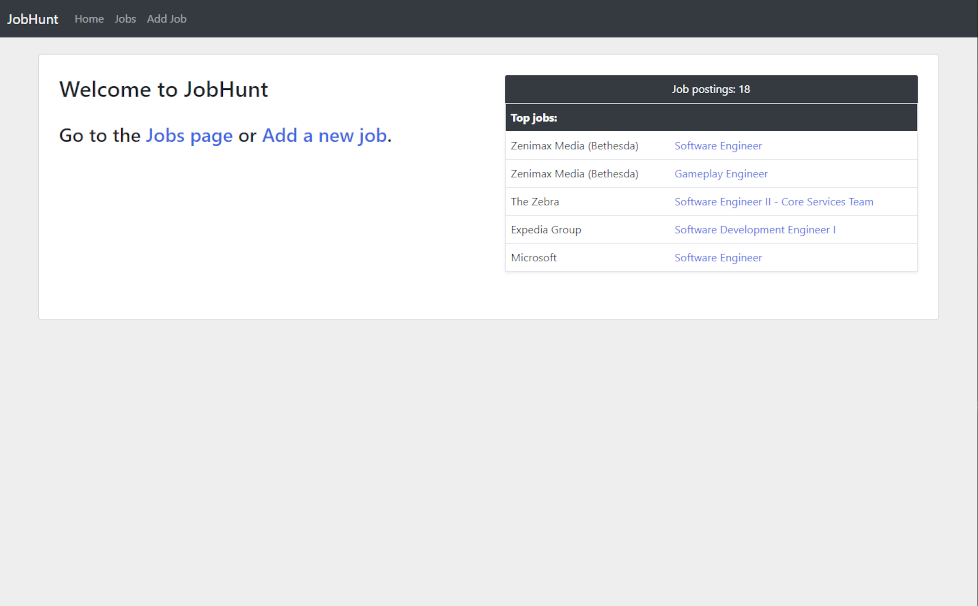 JobHunt Home Jobs Add Job
Welcome to JobHunt
Go to the Jobs page or Add a new job.
Job postings: 18
Top jobs:
Zenimax Media (Bethesda) Software Engineer
Zenimax Media (Bethesda) Gameplay Engineer
The Zebra Software Engineer II - Core Services Team
Expedia Group Software Development Engineer I
Microsoft Software Engineer